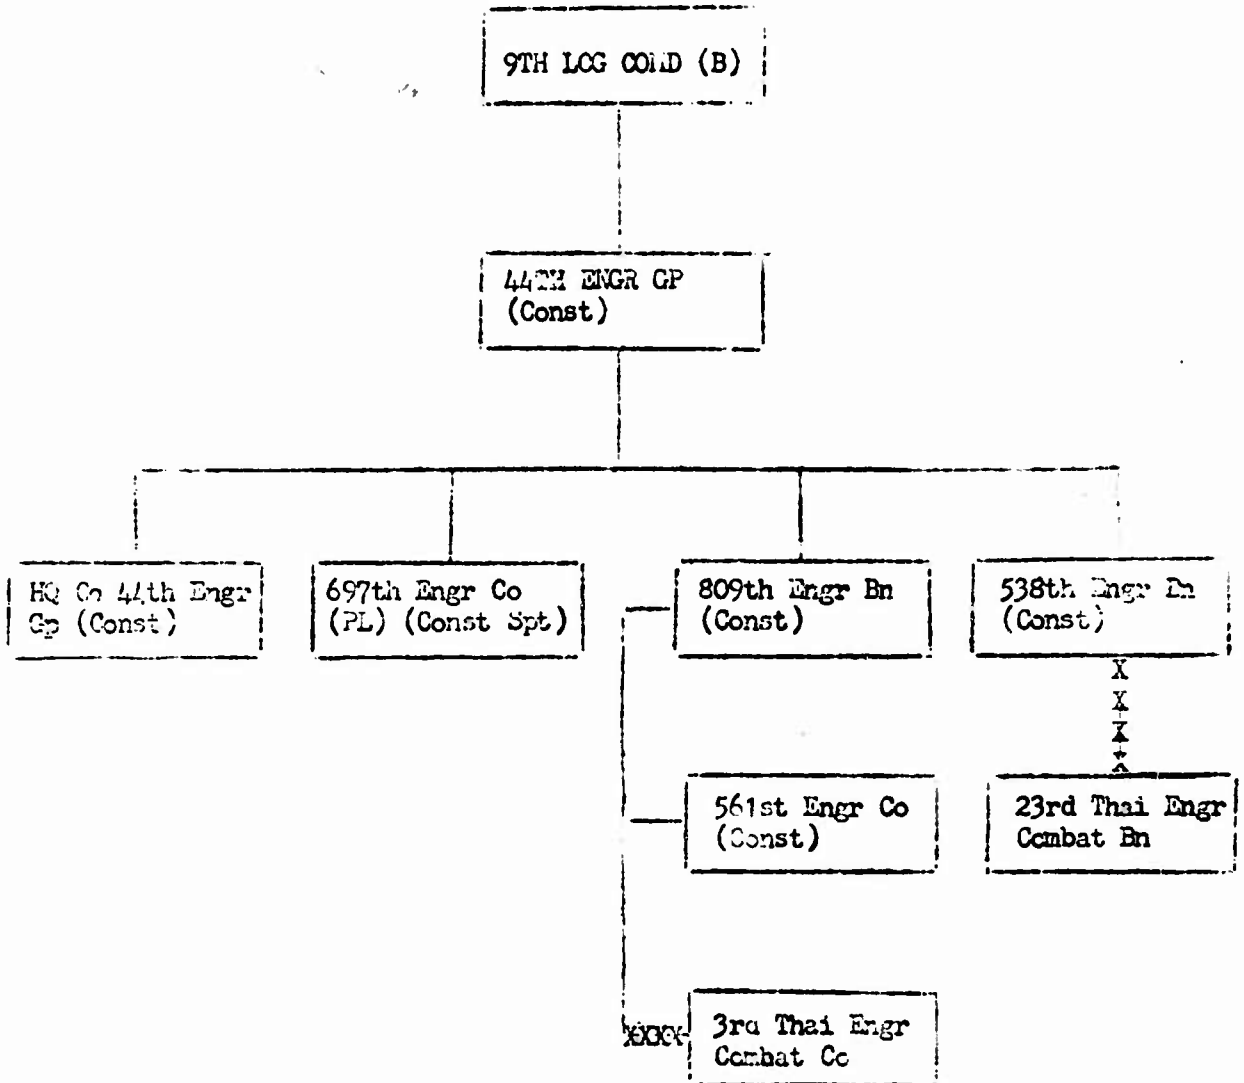 9TH LOG COMD (B)
44TH ENGR GP
(Const)
HQ Co 44th Engr
Gp (Const)
697th Engr Co
(PL) (Const Spt)
809th Engr Bn
(Const)
538th Engr Bn
(Const)
X
X
X
X
561st Engr Co
(Const)
23rd Thai Engr
Combat Bn
XXXX
3rd Thai Engr
Combat Co